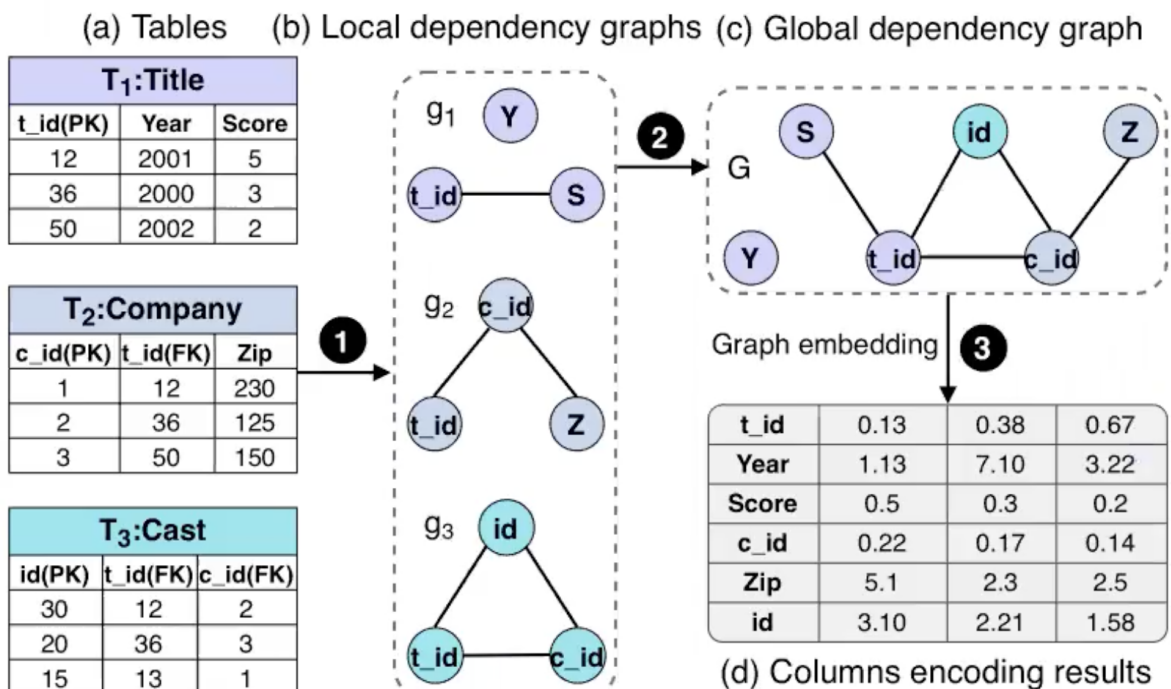 (a) Tables
(b) Local dependency graphs
(c) Global dependency graph
T1:Title
t_id(PK) Year Score
12 2001 5
36 2000 3
50 2002 2
T2:Company
c_id(PK) t_id(FK) Zip
1 12 230
2 36 125
3 50 150
T3:Cast
id(PK) t_id(FK) c_id(FK)
30 12 2
20 36 3
15 13 1
1
g1 Y
t_id S
g2 c_id
t_id Z
g3 id
t_id c_id
2
S id Z
G
Y t_id c_id
Graph embedding 3
t_id 0.13 0.38 0.67
Year 1.13 7.10 3.22
Score 0.5 0.3 0.2
c_id 0.22 0.17 0.14
Zip 5.1 2.3 2.5
id 3.10 2.21 1.58
(d) Columns encoding results